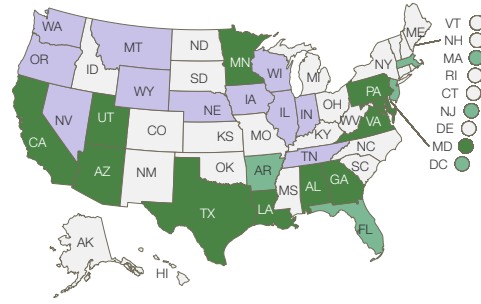 WA
MT
ND
MN
OR
ID
SD
WI
MI
NY
ME
VT
NH
MA
RI
CT
NJ
DE
MD
DC
WY
NE
IA
IL
IN
OH
PA
NV
UT
CO
KS
MO
KY
WV
VA
CA
AZ
NM
OK
AR
TN
NC
SC
TX
LA
MS
AL
GA
FL
AK
HI